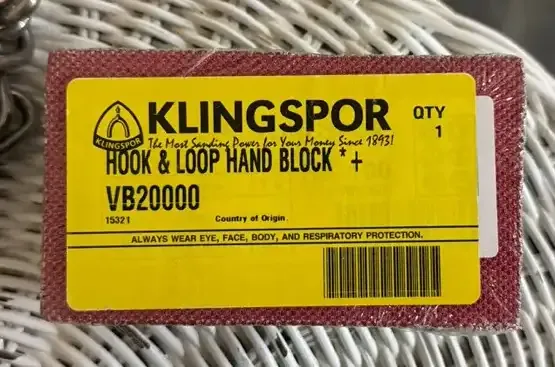 KLINGSPOR
QTY
1
KLINGSPOR
The Most Sanding Power for Your Money Since 1893!
HOOK & LOOP HAND BLOCK *+
VB20000
15321
Country of Origin.
ALWAYS WEAR EYE, FACE, BODY, AND RESPIRATORY PROTECTION.